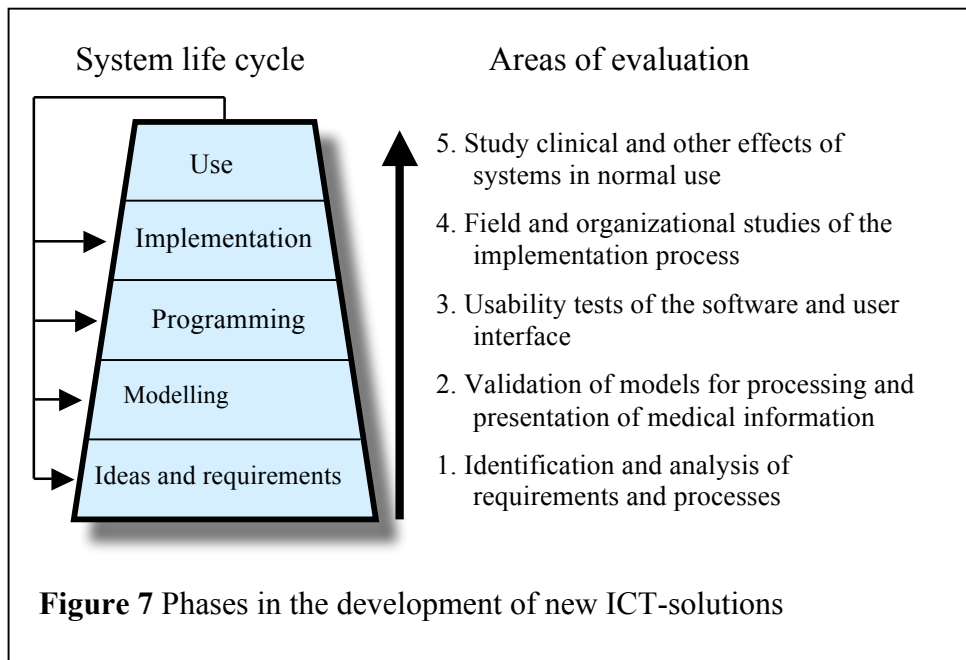 System life cycle
Areas of evaluation
Use
Implementation
Programming
Modelling
Ideas and requirements
5. Study clinical and other effects of
systems in normal use
4. Field and organizational studies of the
implementation process
3. Usability tests of the software and user
interface
2. Validation of models for processing and
presentation of medical information
1. Identification and analysis of
requirements and processes
Figure 7 Phases in the development of new ICT-solutions